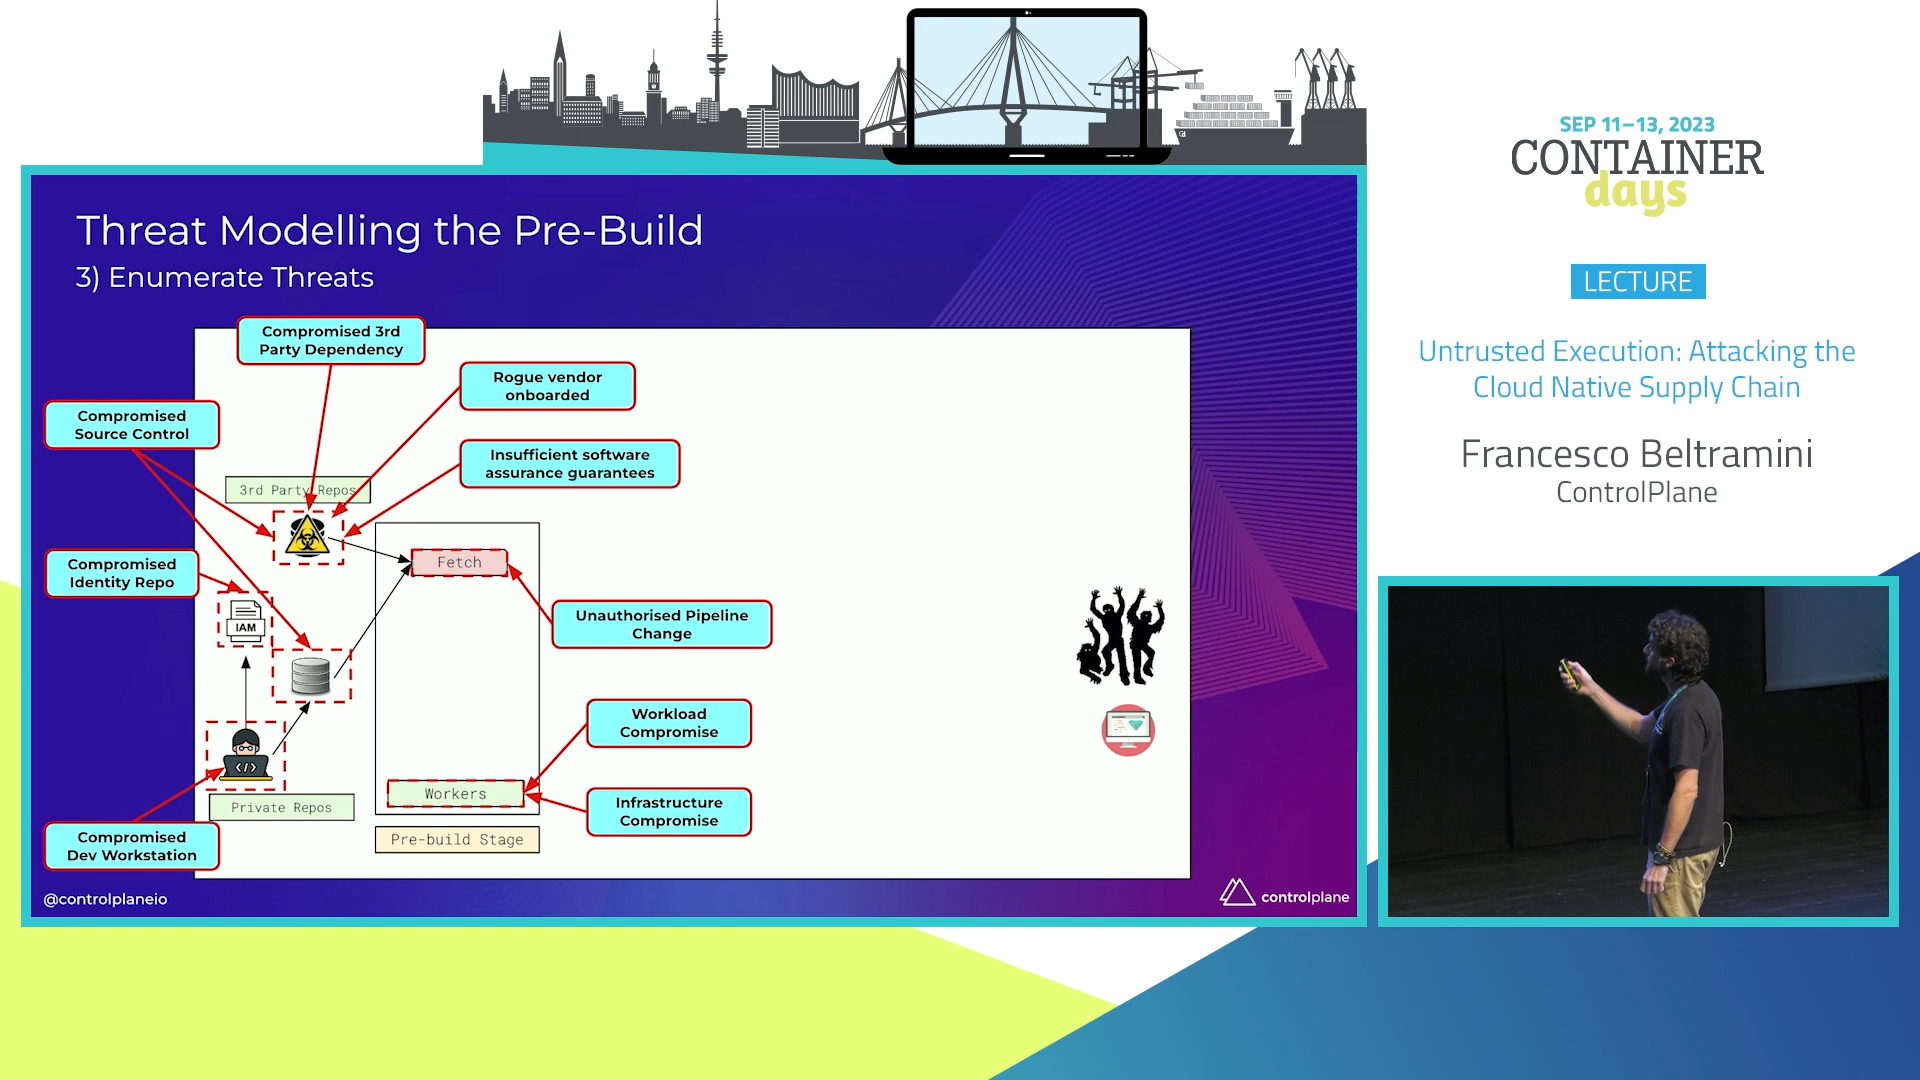 SEP 11–13, 2023
CONTAINER
days
LECTURE
Untrusted Execution: Attacking the
Cloud Native Supply Chain
Francesco Beltramini
ControlPlane
Threat Modelling the Pre-Build
3) Enumerate Threats
Compromised 3rd
Party Dependency
Rogue vendor
onboarded
Compromised
Source Control
Insufficient software
assurance guarantees
3rd Party Repos
Compromised
Identity Repo
Fetch
IAM
Unauthorised Pipeline
Change
Workload
Compromise
</>
Workers
Private Repos
Infrastructure
Compromise
Pre-build Stage
Compromised
Dev Workstation
@controlplaneio
controlplane